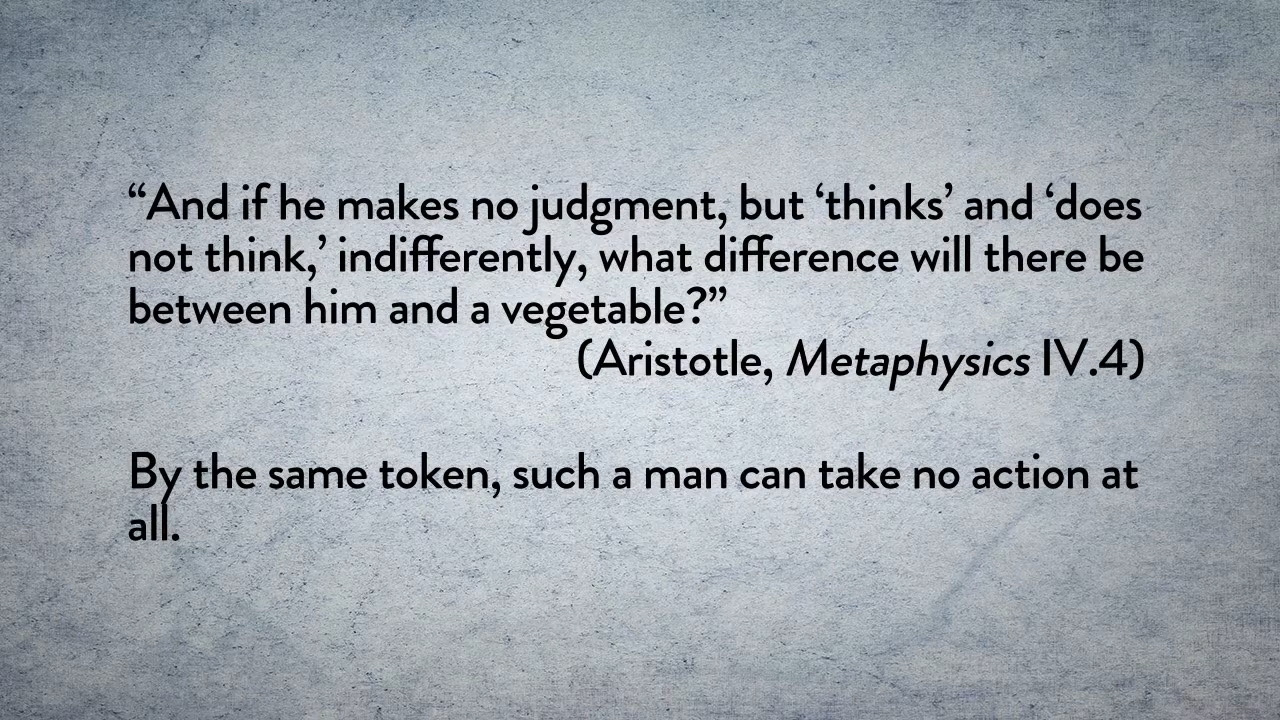 “And if he makes no judgment, but ‘thinks’ and ‘does
not think,’ indifferently, what difference will there be
between him and a vegetable?”
(Aristotle, Metaphysics IV.4)
By the same token, such a man can take no action at
all.